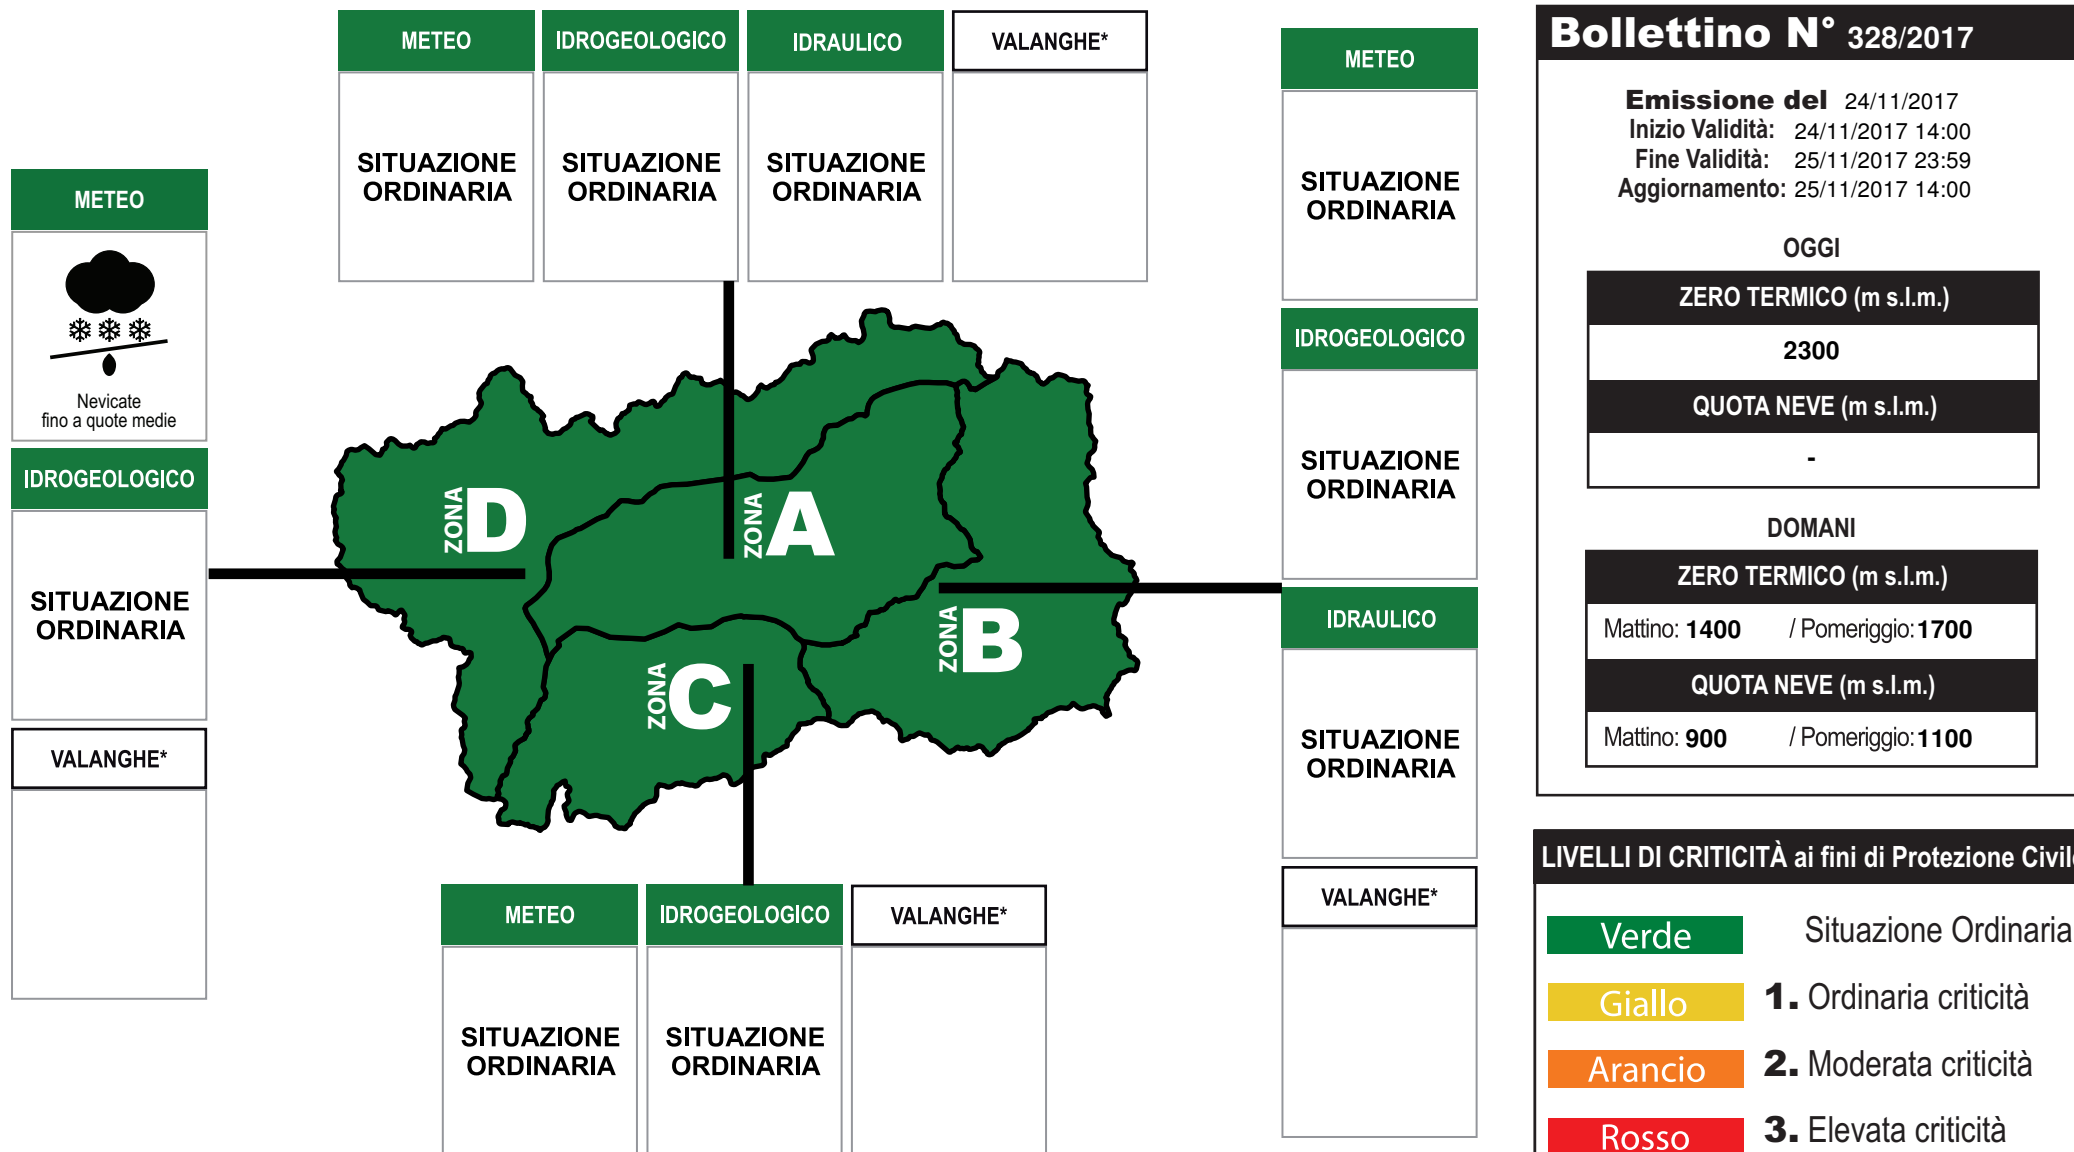 METEO
IDROGEOLOGICO
IDRAULICO
VALANGHE*
SITUAZIONE
ORDINARIA
SITUAZIONE
ORDINARIA
SITUAZIONE
ORDINARIA
METEO
Nevicate
fino a quote medie
IDROGEOLOGICO
SITUAZIONE
ORDINARIA
VALANGHE*
ZONA D
ZONA A
ZONA B
ZONA C
METEO
SITUAZIONE
ORDINARIA
IDROGEOLOGICO
SITUAZIONE
ORDINARIA
IDRAULICO
SITUAZIONE
ORDINARIA
VALANGHE*
METEO
IDROGEOLOGICO
VALANGHE*
SITUAZIONE
ORDINARIA
SITUAZIONE
ORDINARIA
Bollettino N° 328/2017
Emissione del 24/11/2017
Inizio Validità: 24/11/2017 14:00
Fine Validità: 25/11/2017 23:59
Aggiornamento: 25/11/2017 14:00
OGGI
ZERO TERMICO (m s.l.m.)
2300
QUOTA NEVE (m s.l.m.)
-
DOMANI
ZERO TERMICO (m s.l.m.)
Mattino: 1400 / Pomeriggio: 1700
QUOTA NEVE (m s.l.m.)
Mattino: 900 / Pomeriggio: 1100
LIVELLI DI CRITICITÀ ai fini di Protezione Civile
Verde Situazione Ordinaria
Giallo 1. Ordinaria criticità
Arancio 2. Moderata criticità
Rosso 3. Elevata criticità